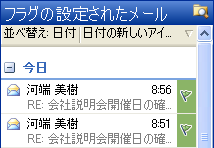 フラグの設定されたメール
並べ替え: 日付 日付の新しいアイ...
今日
河端 美樹 8:56
RE: 会社説明会開催日の確...
河端 美樹 8:51
RE: 会社説明会開催日の確...